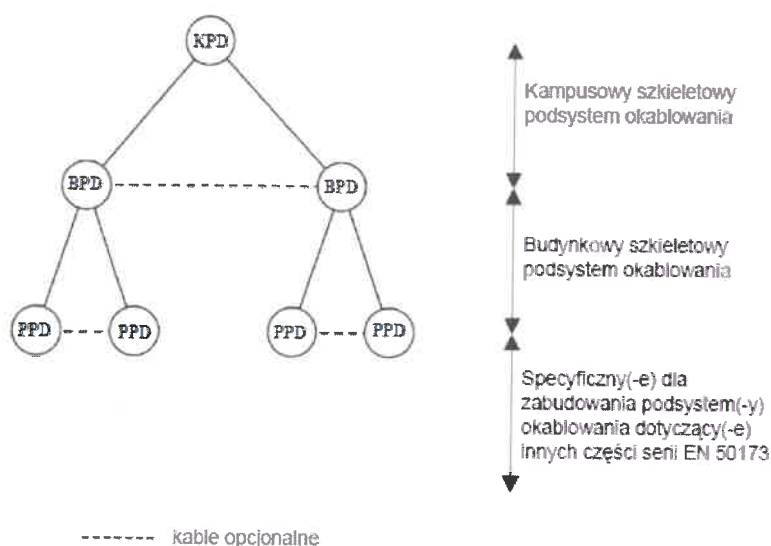 KPD
Kampusowy szkieletowy
podsystem okablowania
BPD
BPD
Budynkowy szkieletowy
podsystem okablowania
PPD
PPD
PPD
PPD
Specyficzny(-e) dla
zabudowania podsystem(-y)
okablowania dotyczący(-e)
innych części serii EN 50173
kable opcjonalne